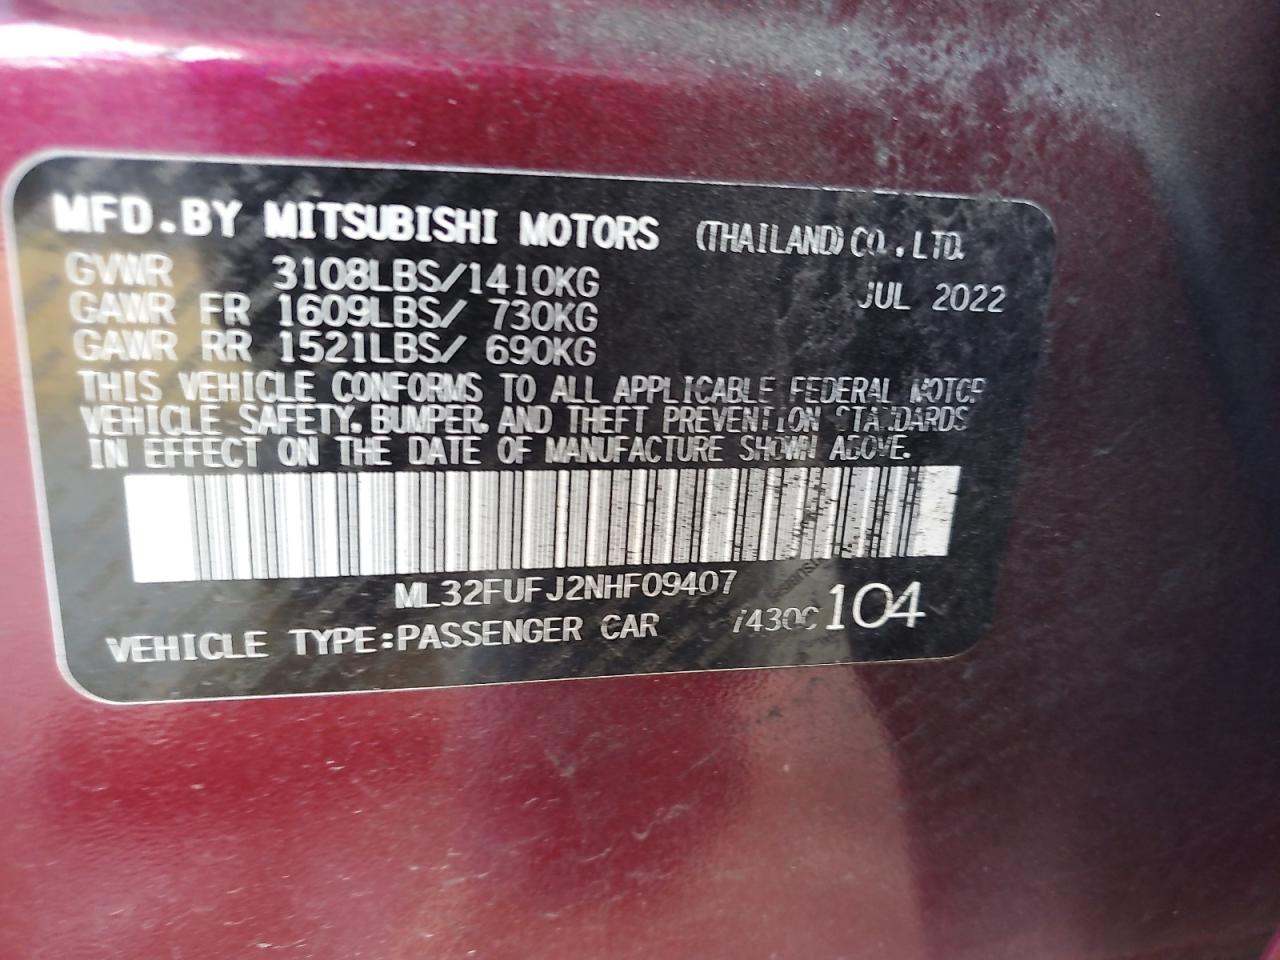 MFD.BY MITSUBISHI MOTORS (THAILAND)CO.,LTD.
GVWR 3108LBS/1410KG JUL 2022
GAWR FR 1609LBS/ 730KG
GAWR RR 1521LBS/ 690KG
THIS VEHICLE CONFORMS TO ALL APPLICABLE FEDERAL MOTOR
VEHICLE SAFETY, BUMPER, AND THEFT PREVENTION STANDARDS
IN EFFECT ON THE DATE OF MANUFACTURE SHOWN ABOVE.
ML32FUFJ2NHF09407
VEHICLE TYPE:PASSENGER CAR 7430C104